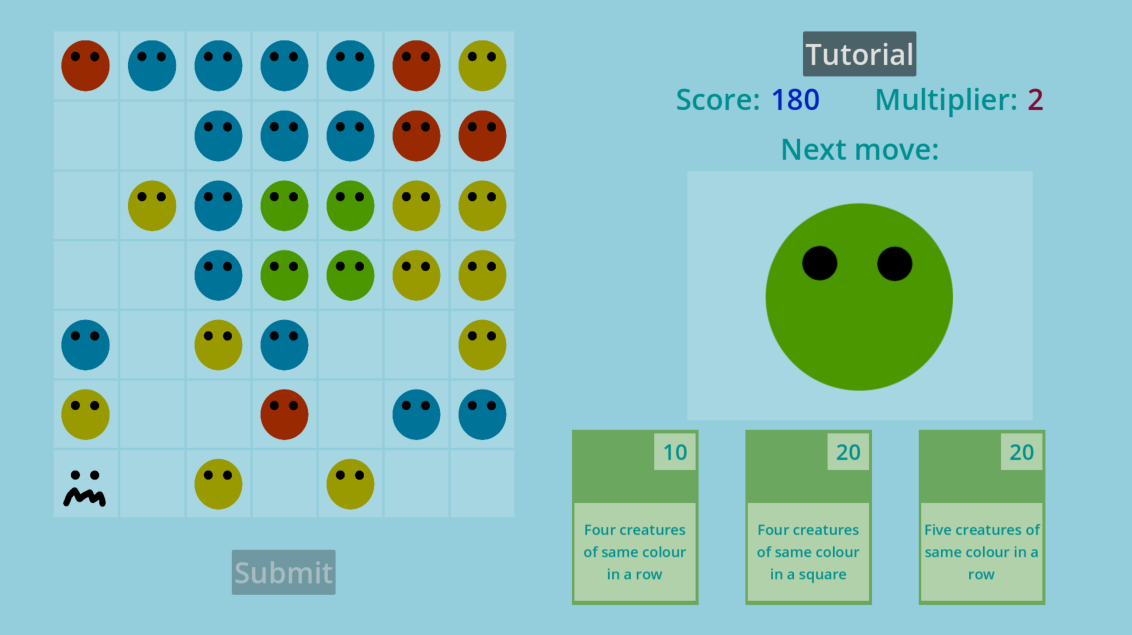 Tutorial
Score: 180 Multiplier: 2
Next move:
10
Four creatures
of same colour
in a row
20
Four creatures
of same colour
in a square
20
Five creatures of
same colour in a
row
Submit